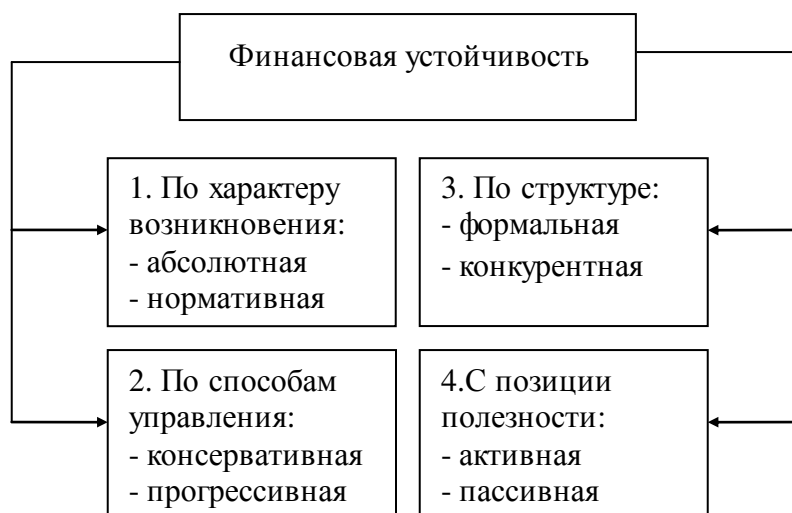 Финансовая устойчивость
1. По характеру
возникновения:
- абсолютная
- нормативная
2. По способам
управления:
- консервативная
- прогрессивная
3. По структуре:
- формальная
- конкурентная
4.С позиции
полезности:
- активная
- пассивная